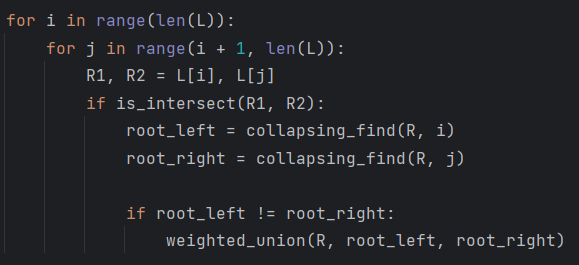 for i in range(len(L)):
    for j in range(i + 1, len(L)):
        R1, R2 = L[i], L[j]
        if is_intersect(R1, R2):
            root_left = collapsing_find(R, i)
            root_right = collapsing_find(R, j)

            if root_left != root_right:
                weighted_union(R, root_left, root_right)